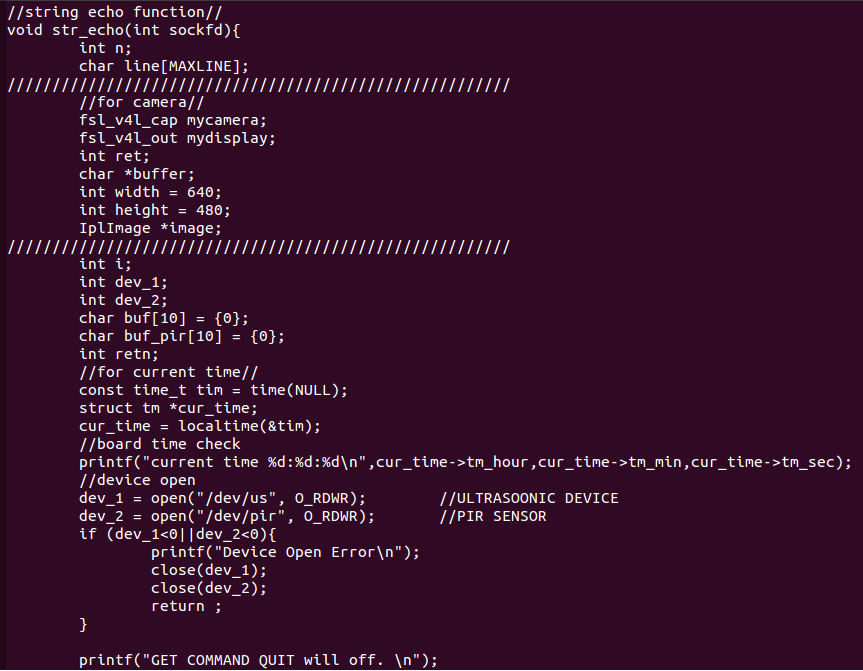 //string echo function//
void str_echo(int sockfd){
        int n;
        char line[MAXLINE];
////////////////////////////////////////////////////////
        //for camera//
        fsl_v4l_cap mycamera;
        fsl_v4l_out mydisplay;
        int ret;
        char *buffer;
        int width = 640;
        int height = 480;
        IplImage *image;
////////////////////////////////////////////////////////
        int i;
        int dev_1;
        int dev_2;
        char buf[10] = {0};
        char buf_pir[10] = {0};
        int retn;
        //for current time//
        const time_t tim = time(NULL);
        struct tm *cur_time;
        cur_time = localtime(&tim);
        //board time check
        printf("current time %d:%d:%d\n",cur_time->tm_hour,cur_time->tm_min,cur_time->tm_sec);
        //device open
        dev_1 = open("/dev/us", O_RDWR);        //ULTRASOONIC DEVICE
        dev_2 = open("/dev/pir", O_RDWR);       //PIR SENSOR
        if (dev_1<0||dev_2<0){
                printf("Device Open Error\n");
                close(dev_1);
                close(dev_2);
                return ;
        }

        printf("GET COMMAND QUIT will off. \n");